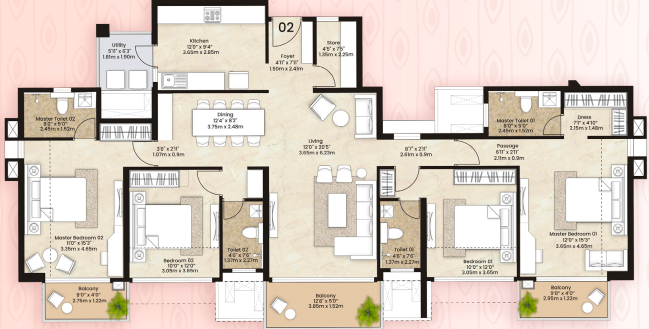 02
Kitchen
12'0" x 9'4"
3.65m x 2.85m
Utility
5'11" x 6'3"
1.81m x 1.90m
Foyer
4'11" x 7'11"
1.50m x 2.41m
Store
4'5" x 7'5"
1.35m x 2.25m
Master Toilet 02
8'0" x 5'0"
2.45m x 1.52m
Dining
12'4" x 8'3"
3.75m x 2.48m
Living
12'0" x 20'5"
3.65m x 6.23m
Master Toilet 01
8'0" x 5'0"
2.45m x 1.52m
Dress
7'1" x 4'10"
2.15m x 1.48m
3'6" x 2'11"
1.07m x 0.9m
8'7" x 2'11"
2.61m x 0.9m
Passage
6'11" x 2'11"
2.11m x 0.9m
Master Bedroom 02
11'0" x 15'3"
3.35m x 4.65m
Bedroom 02
10'0" x 12'0"
3.05m x 3.65m
Toilet 02
4'6" x 7'6"
1.37m x 2.27m
Toilet 01
4'6" x 7'6"
1.37m x 2.27m
Bedroom 01
10'0" x 12'0"
3.05m x 3.65m
Master Bedroom 01
12'0" x 15'3"
3.65m x 4.65m
Balcony
9'0" x 4'0"
2.75m x 1.22m
Balcony
12'8" x 5'0"
3.85m x 1.52m
Balcony
9'8" x 4'0"
2.95m x 1.22m